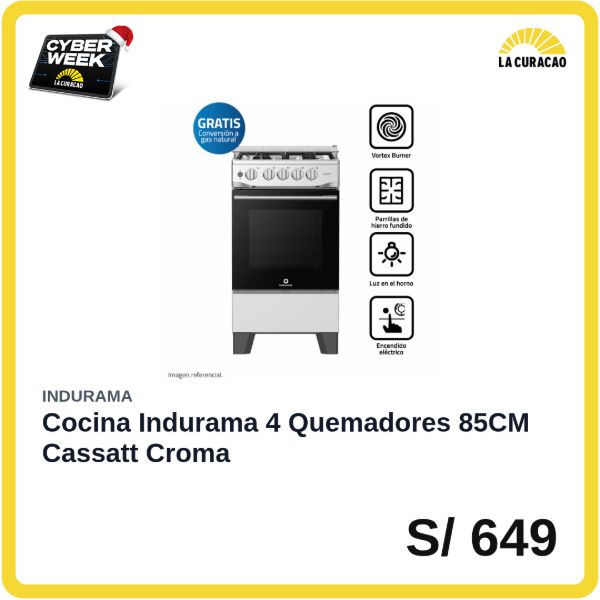 CYBER
WEEK
LA CURACAO
LA CURACAO
GRATIS
Conversión a
gas natural
Vortex Burner
Parrillas de
hierro fundido
Luz en el horno
Encendido
eléctrico
Imagen referencial.
INDURAMA
Cocina Indurama 4 Quemadores 85CM
Cassatt Croma
S/ 649